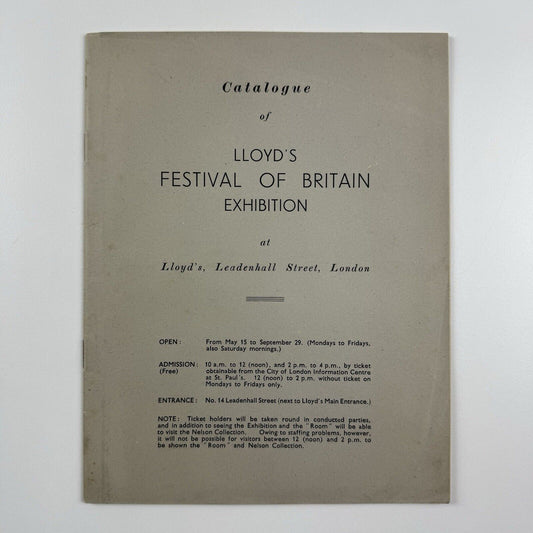 Catalogue
of
LLOYD'S
FESTIVAL OF BRITAIN
EXHIBITION
at
Lloyd's, Leadenhall Street, London
OPEN: From May 15 to September 29. (Mondays to Fridays,
also Saturday mornings.)
ADMISSION: 10 a.m. to 12 (noon), and 2 p.m. to 4 p.m., by ticket
(Free) obtainable from the City of London Information Centre
at St. Paul's. 12 (noon) to 2 p.m. without ticket on
Mondays to Fridays only.
ENTRANCE: No. 14 Leadenhall Street (next to Lloyd's Main Entrance.)
NOTE: Ticket holders will be taken round in conducted parties,
and in addition to seeing the Exhibition and the "Room" will be able
to visit the Nelson Collection. Owing to staffing problems, however,
it will not be possible for visitors between 12 (noon) and 2 p.m. to
be shown the "Room" and Nelson Collection.